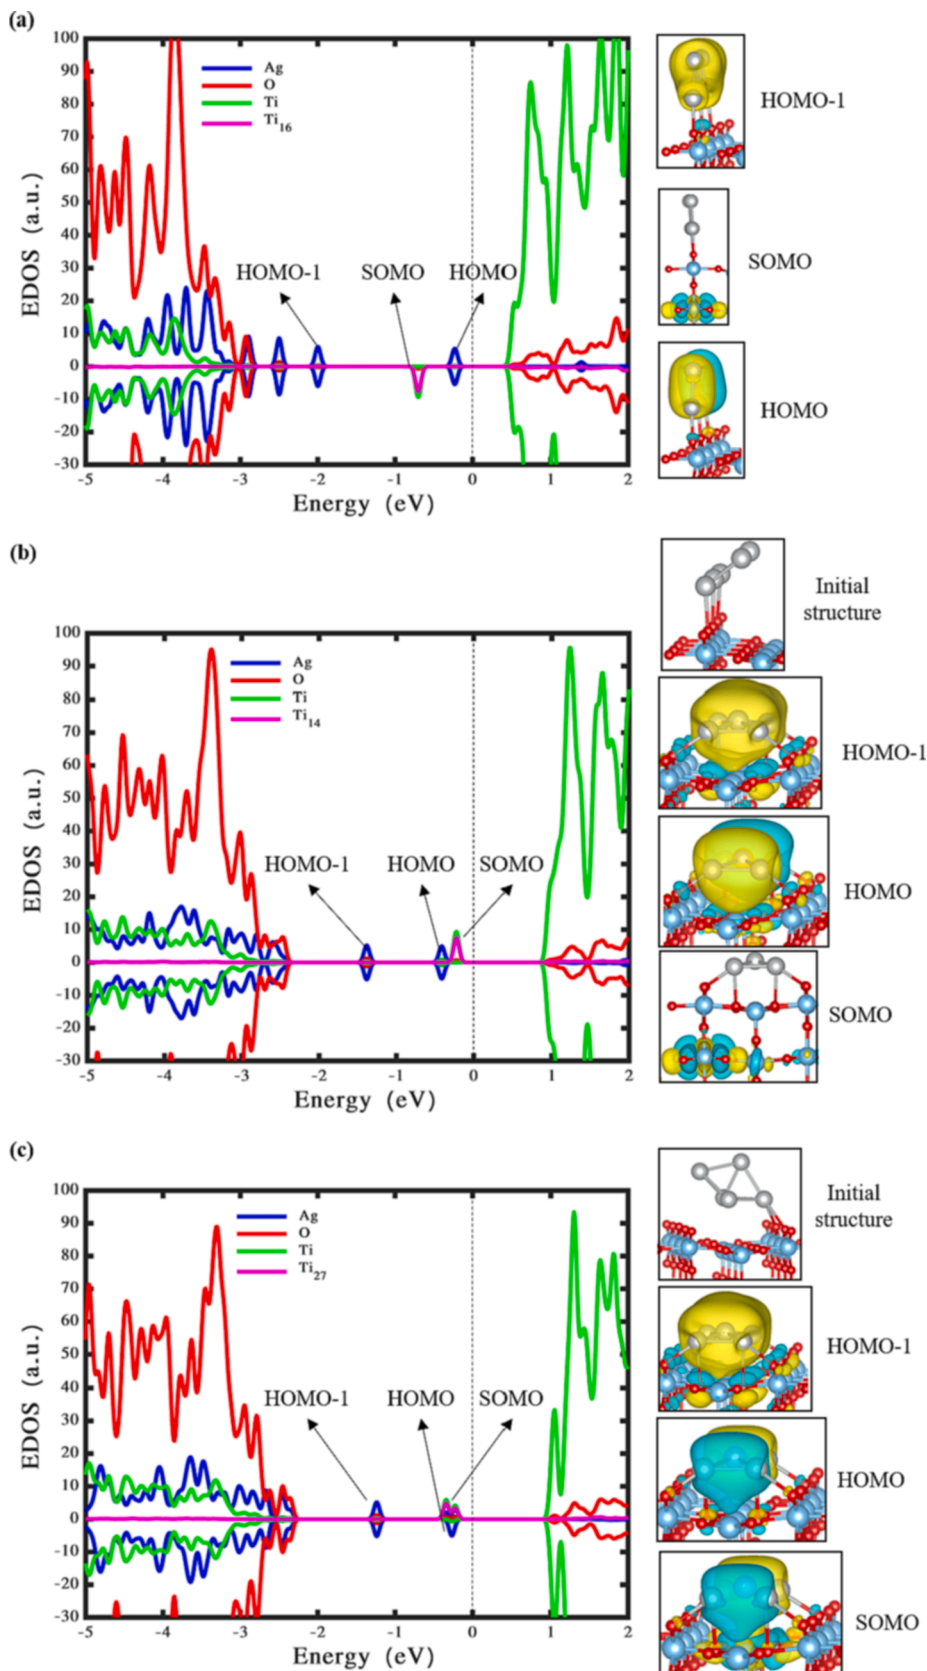 (a)
EDOS (a.u.)
100
90
80
70
60
50
40
30
20
10
0
-10
-20
-30
Ag
O
Ti
Ti16
HOMO-1
SOMO
HOMO
-5
-4
-3
-2
-1
0
1
2
Energy (eV)
HOMO-1
SOMO
HOMO
(b)
EDOS (a.u.)
100
90
80
70
60
50
40
30
20
10
0
-10
-20
-30
Ag
O
Ti
Ti14
HOMO-1
HOMO
SOMO
-5
-4
-3
-2
-1
0
1
2
Energy (eV)
Initial
structure
HOMO-1
HOMO
SOMO
(c)
EDOS (a.u.)
100
90
80
70
60
50
40
30
20
10
0
-10
-20
-30
Ag
O
Ti
Ti27
HOMO-1
HOMO
SOMO
-5
-4
-3
-2
-1
0
1
2
Energy (eV)
Initial
structure
HOMO-1
HOMO
SOMO